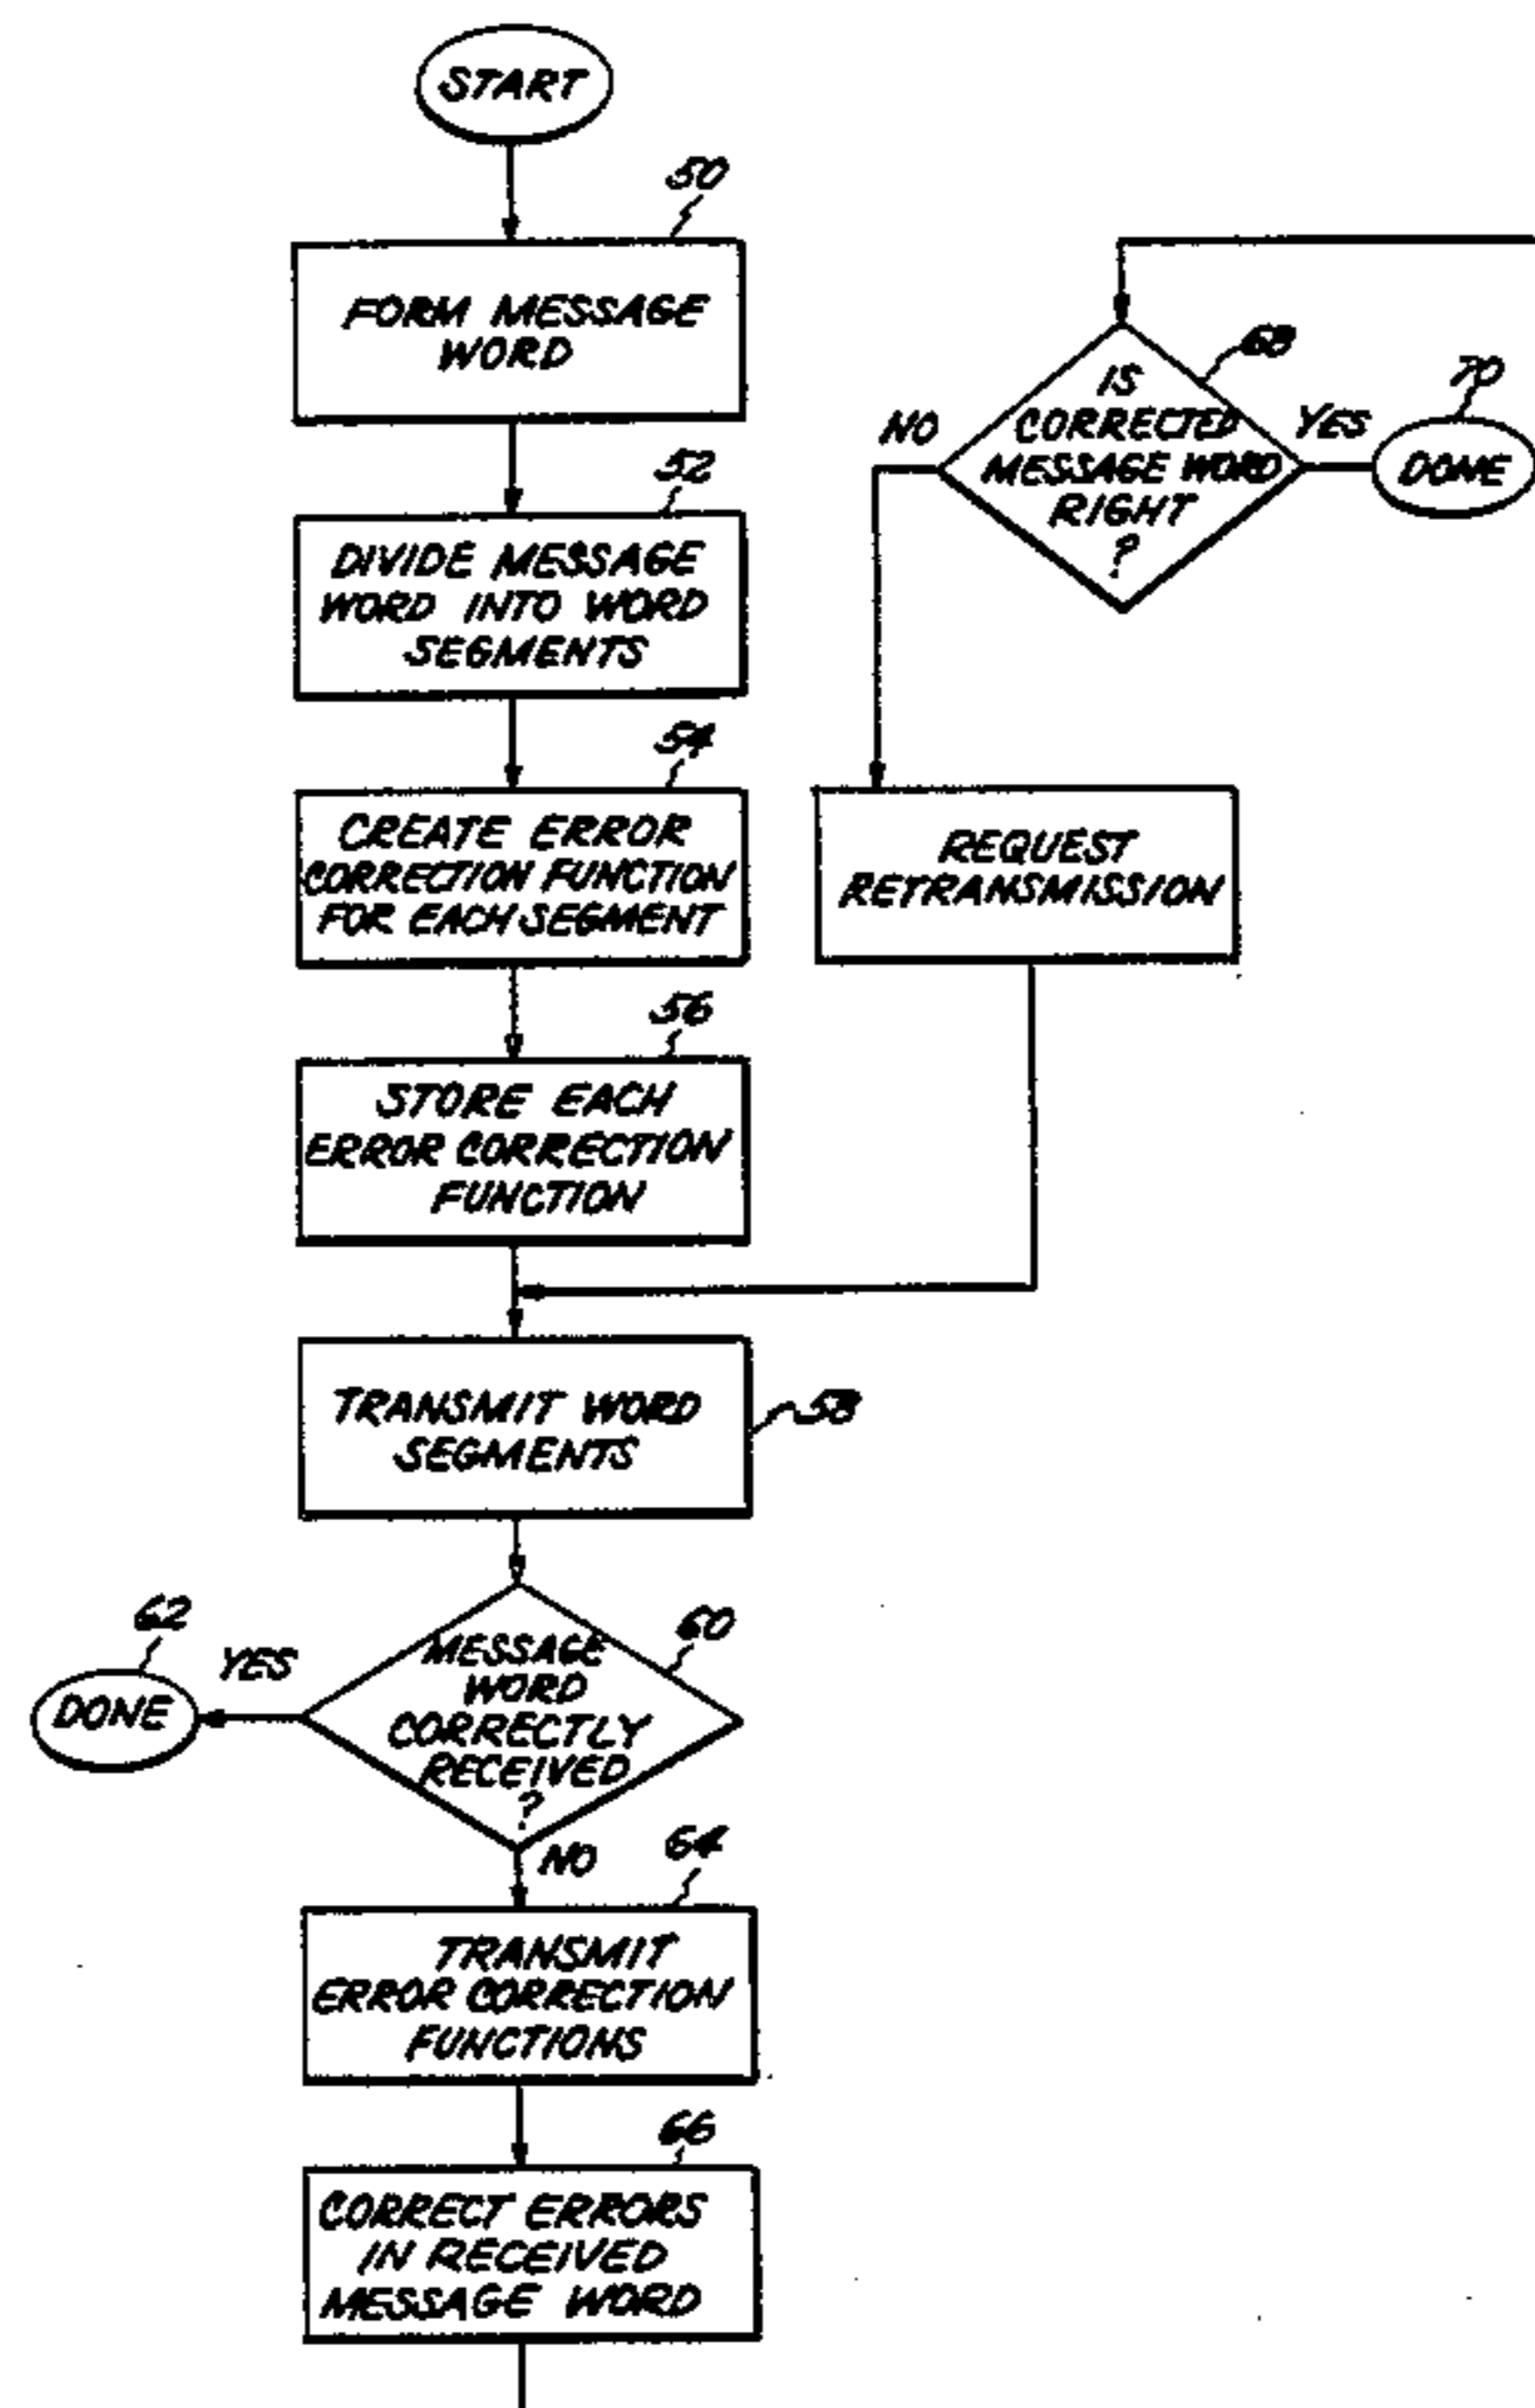 START
50
FORM MESSAGE
WORD
52
DIVIDE MESSAGE
WORD INTO WORD
SEGMENTS
54
CREATE ERROR
CORRECTION FUNCTION
FOR EACH SEGMENT
56
STORE EACH
ERROR CORRECTION
FUNCTION
TRANSMIT WORD
SEGMENTS
58
60
MESSAGE
WORD
CORRECTLY
RECEIVED
?
YES
62
DONE
NO
64
TRANSMIT
ERROR CORRECTION
FUNCTIONS
66
CORRECT ERRORS
IN RECEIVED
MESSAGE WORD
68
IS
CORRECTED
MESSAGE WORD
RIGHT
?
YES
70
DONE
NO
REQUEST
RETRANSMISSION